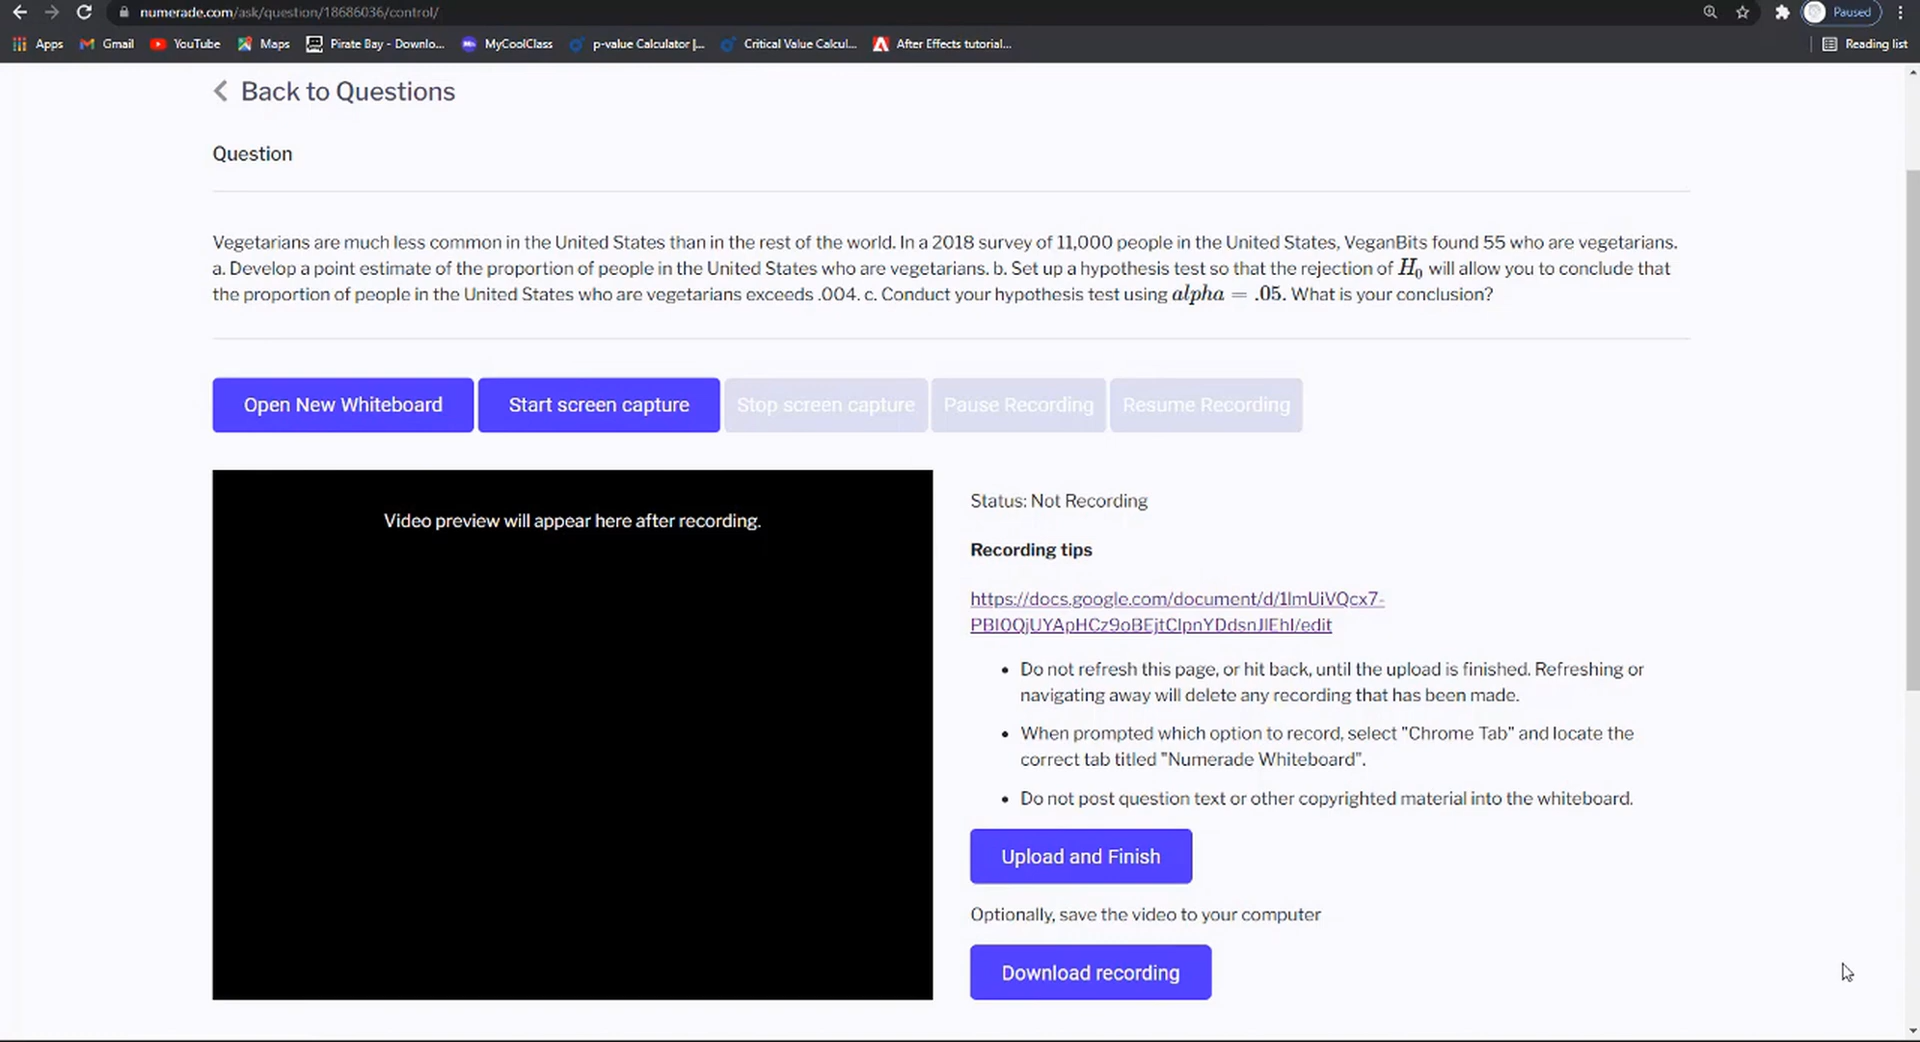 numerade.com/ask/question/18686036/control/
Paused
Apps
Gmail
YouTube
Maps
Pirate Bay - Downlo...
MyCoolClass
p-value Calculator |...
Critical Value Calcul...
After Effects tutorial...
Reading list
Back to Questions
Question
Vegetarians are much less common in the United States than in the rest of the world. In a 2018 survey of 11,000 people in the United States, VeganBits found 55 who are vegetarians.
a. Develop a point estimate of the proportion of people in the United States who are vegetarians. b. Set up a hypothesis test so that the rejection of H₀ will allow you to conclude that
the proportion of people in the United States who are vegetarians exceeds .004. c. Conduct your hypothesis test using alpha = .05. What is your conclusion?
Open New Whiteboard
Start screen capture
Stop screen capture
Pause Recording
Resume Recording
Video preview will appear here after recording.
Status: Not Recording
Recording tips
https://docs.google.com/document/d/1lmUiVQcx7-
PBI0QjUYApHCz9oBEjtClpnYDdsnJlEhI/edit
• Do not refresh this page, or hit back, until the upload is finished. Refreshing or
navigating away will delete any recording that has been made.
• When prompted which option to record, select "Chrome Tab" and locate the
correct tab titled "Numerade Whiteboard".
• Do not post question text or other copyrighted material into the whiteboard.
Upload and Finish
Optionally, save the video to your computer
Download recording